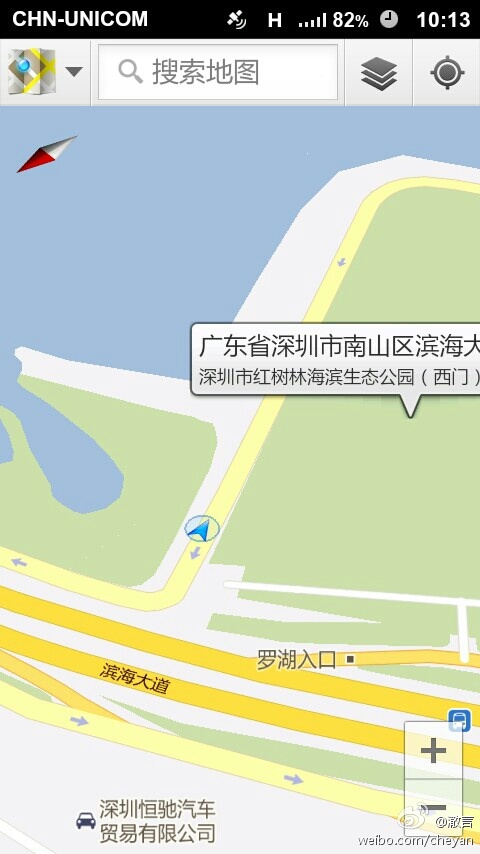 CHN-UNICOM H 82% 10:13
搜索地图
广东省深圳市南山区滨海大
深圳市红树林海滨生态公园（西门）
罗湖入口
滨海大道
深圳恒驰汽车
贸易有限公司
@敝言
weibo.com/cheyan